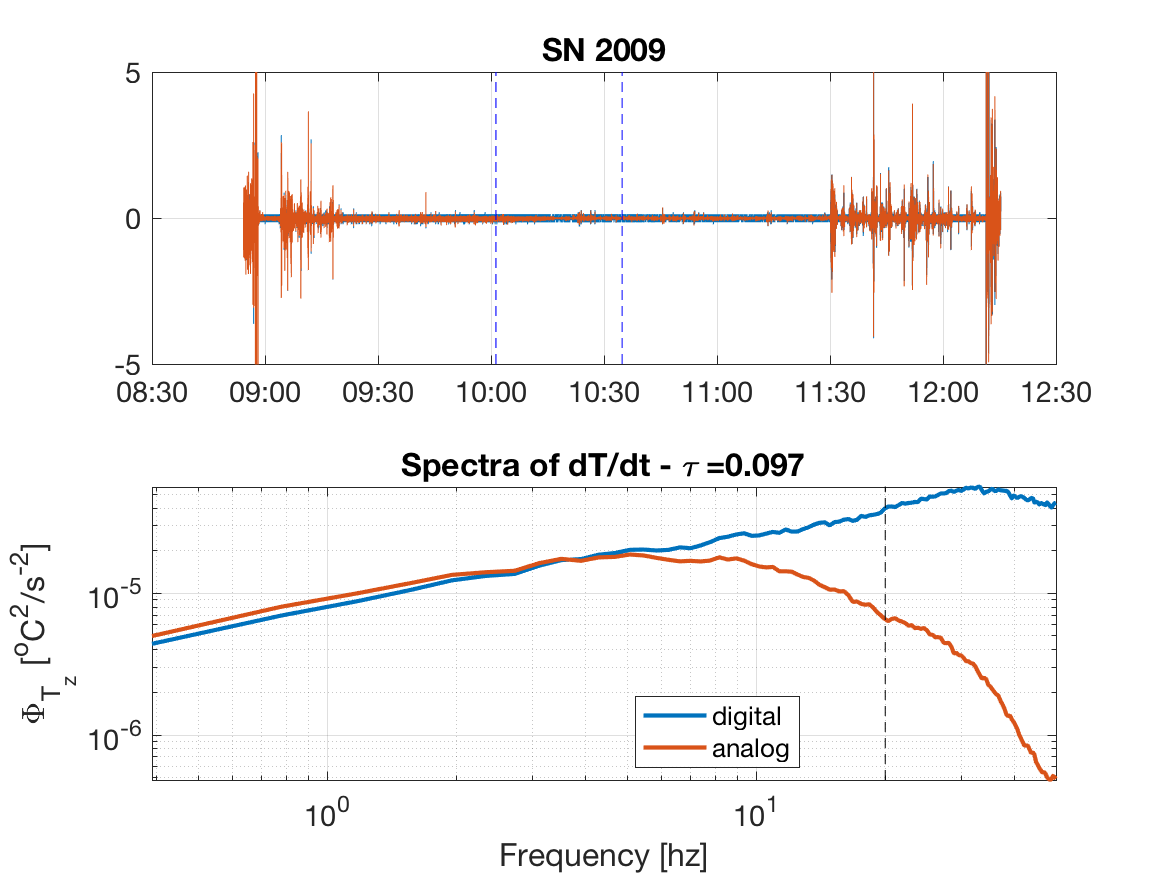 SN 2009
5
0
-5
08:30 09:00 09:30 10:00 10:30 11:00 11:30 12:00 12:30
Spectra of dT/dt - τ =0.097
Φ_{T_z} [°C²/s⁻²]
10⁻⁵
10⁻⁶
digital
analog
10⁰ 10¹
Frequency [hz]